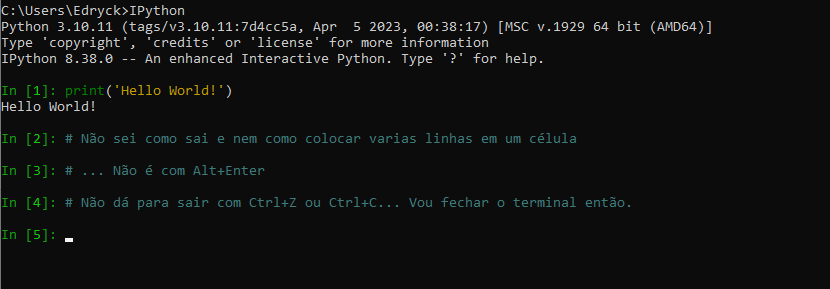 C:\Users\Edryck>IPython
Python 3.10.11 (tags/v3.10.11:7d4cc5a, Apr  5 2023, 00:38:17) [MSC v.1929 64 bit (AMD64)]
Type 'copyright', 'credits' or 'license' for more information
IPython 8.38.0 -- An enhanced Interactive Python. Type '?' for help.
In [1]: print('Hello World!')
Hello World!
In [2]: # Não sei como sai e nem como colocar varias linhas em um célula
In [3]: # ... Não é com Alt+Enter
In [4]: # Não dá para sair com Ctrl+Z ou Ctrl+C... Vou fechar o terminal então.
In [5]: